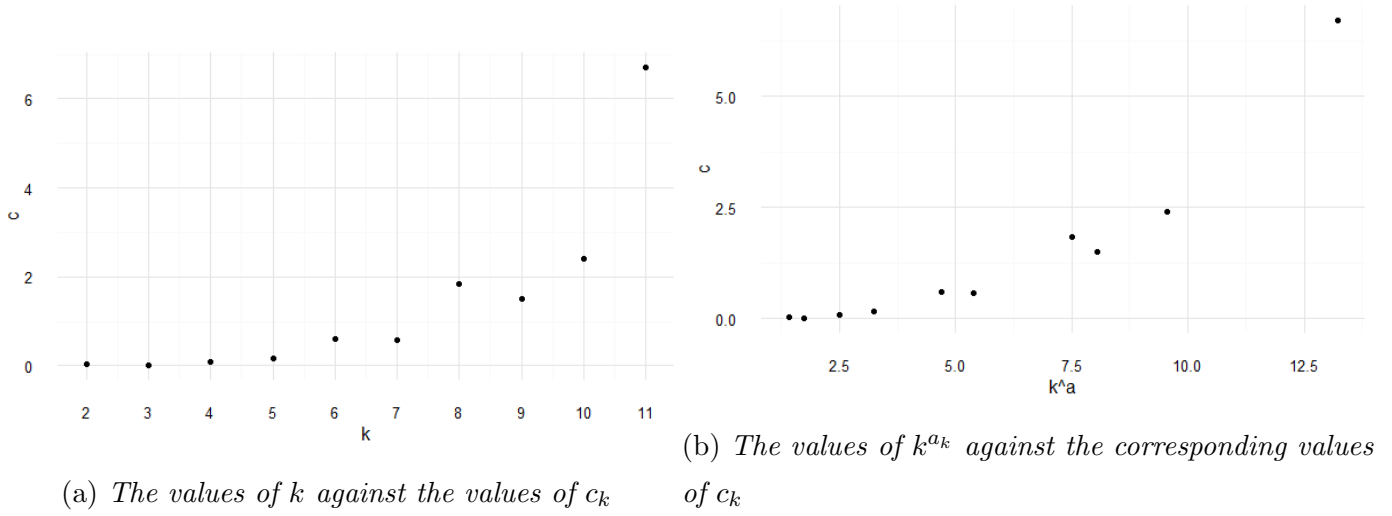 6
4
2
0
c
2 3 4 5 6 7 8 9 10 11
k
(a) The values of k against the values of c_k
5.0
2.5
0.0
c
2.5 5.0 7.5 10.0 12.5
k^a
(b) The values of k^{a_k} against the corresponding values
of c_k